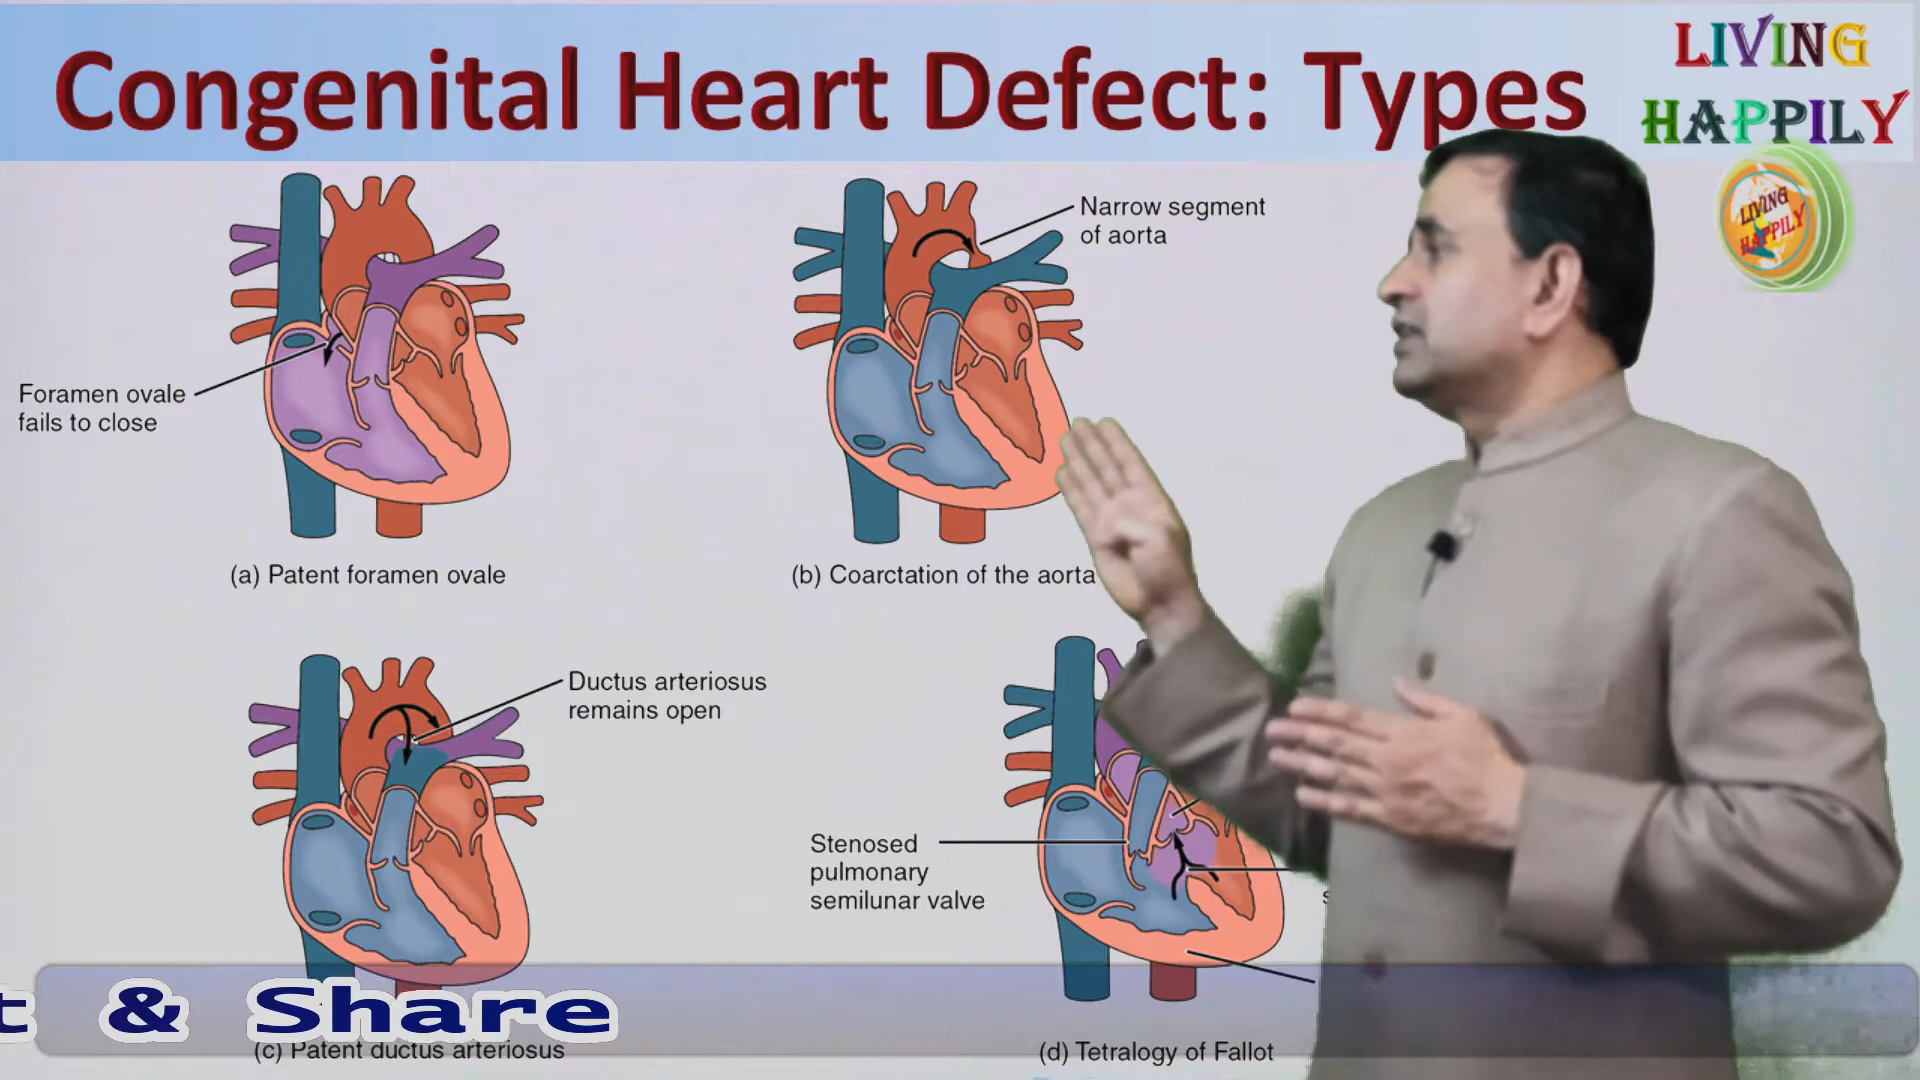 Congenital Heart Defect: Types
LIVING
HAPPILY
LIVING
HAPPILY
Narrow segment
of aorta
Foramen ovale
fails to close
(a) Patent foramen ovale
(b) Coarctation of the aorta
Ductus arteriosus
remains open
Stenosed
pulmonary
semilunar valve
& Share
(c) Patent ductus arteriosus
(d) Tetralogy of Fallot